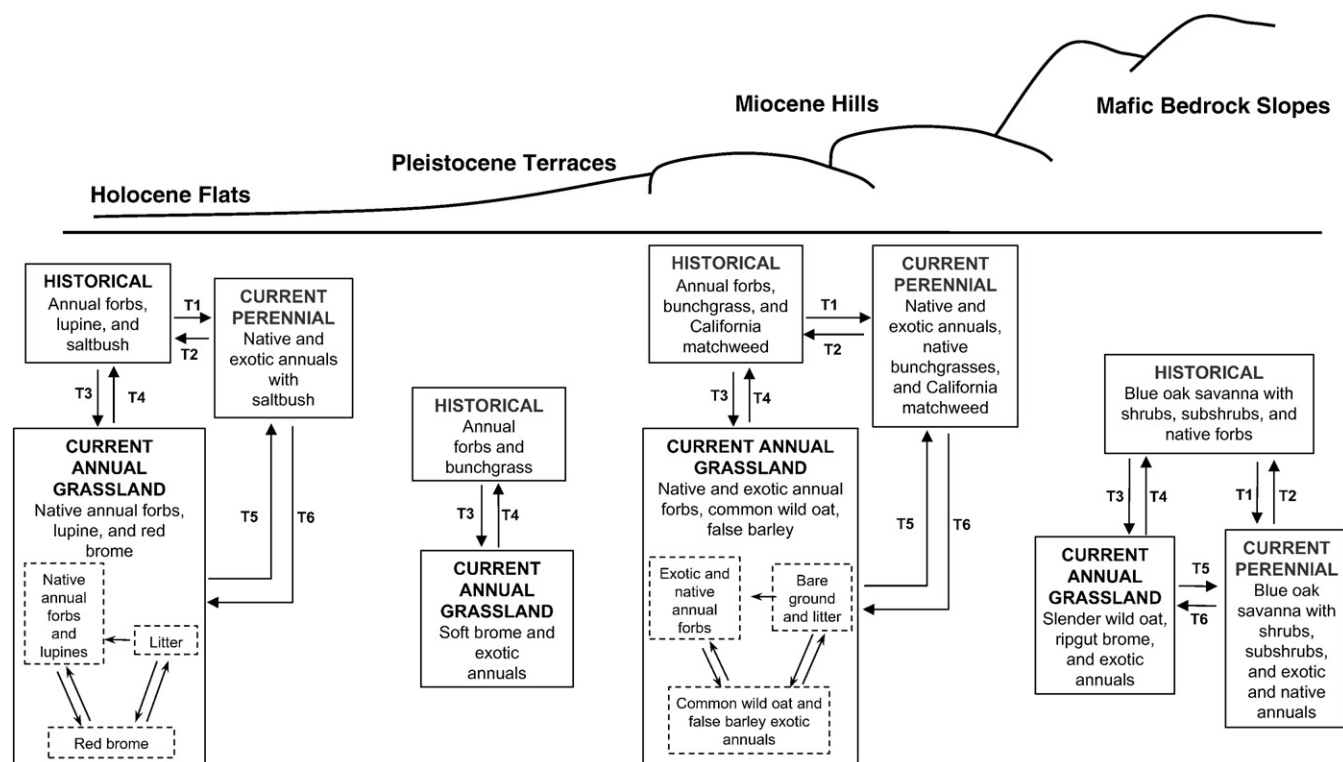 Mafic Bedrock Slopes
Miocene Hills
Pleistocene Terraces
Holocene Flats
HISTORICAL
Annual forbs,
lupine, and
saltbush
T1
T2
CURRENT
PERENNIAL
Native and
exotic annuals
with
saltbush
T3
T4
CURRENT
ANNUAL
GRASSLAND
Native annual forbs,
lupine, and red
brome
Native
annual
forbs
and
lupines
Litter
Red brome
T5
T6
HISTORICAL
Annual
forbs and
bunchgrass
T3
T4
CURRENT
ANNUAL
GRASSLAND
Soft brome and
exotic
annuals
HISTORICAL
Annual forbs,
bunchgrass, and
California
matchweed
T1
T2
CURRENT
PERENNIAL
Native and
exotic annuals,
native
bunchgrasses,
and California
matchweed
T3
T4
CURRENT ANNUAL
GRASSLAND
Native and exotic annual
forbs, common wild oat,
false barley
Exotic and
native
annual
forbs
Bare
ground
and litter
Common wild oat and
false barley exotic
annuals
T5
T6
HISTORICAL
Blue oak savanna with
shrubs, subshrubs, and
native forbs
T3
T4
T1
T2
CURRENT
ANNUAL
GRASSLAND
Slender wild oat,
ripgut brome,
and exotic
annuals
T5
T6
CURRENT
PERENNIAL
Blue oak
savanna with
shrubs,
subshrubs,
and exotic
and native
annuals